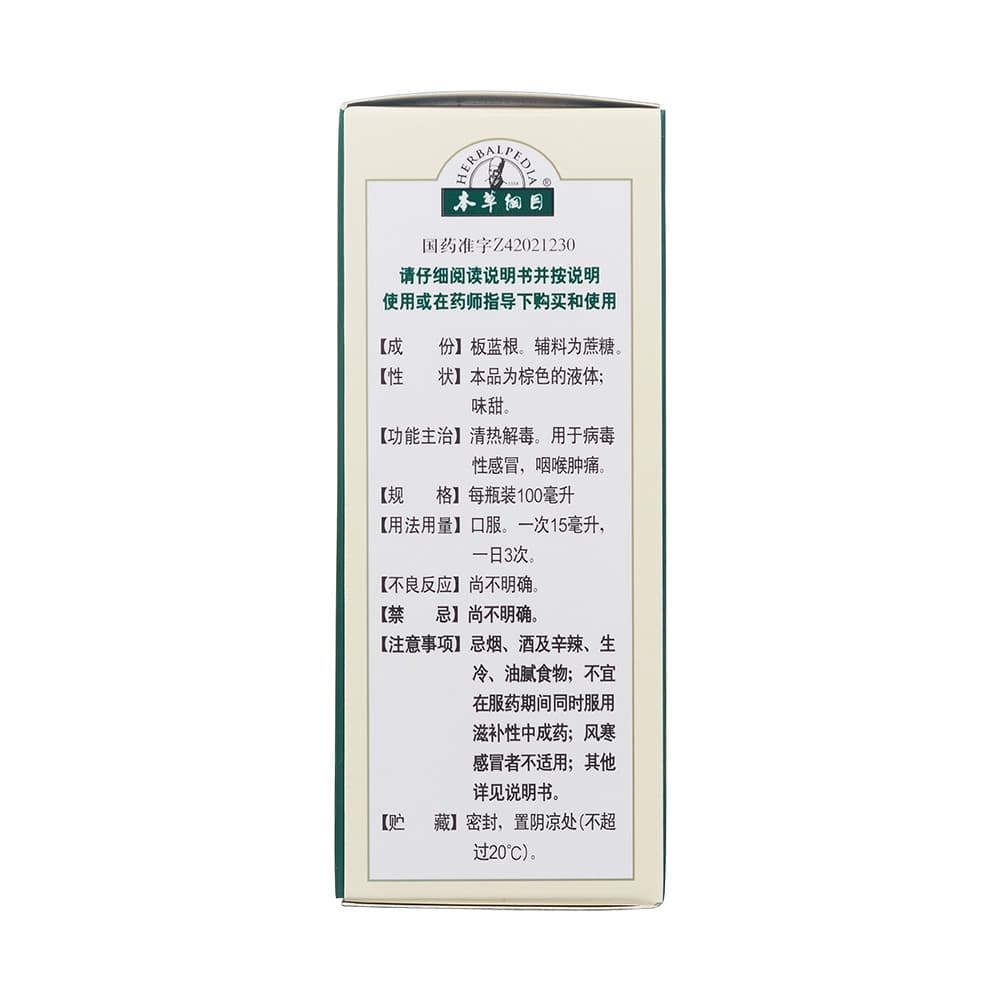 HERBALPEDIA
®
本草纲目
国药准字Z42021230
请仔细阅读说明书并按说明
使用或在药师指导下购买和使用
【成 份】板蓝根。辅料为蔗糖。
【性 状】本品为棕色的液体；
味甜。
【功能主治】清热解毒。用于病毒
性感冒，咽喉肿痛。
【规 格】每瓶装100毫升
【用法用量】口服。一次15毫升，
一日3次。
【不良反应】尚不明确。
【禁 忌】尚不明确。
【注意事项】忌烟、酒及辛辣、生
冷、油腻食物；不宜
在服药期间同时服用
滋补性中成药；风寒
感冒者不适用；其他
详见说明书。
【贮 藏】密封，置阴凉处(不超
过20℃)。